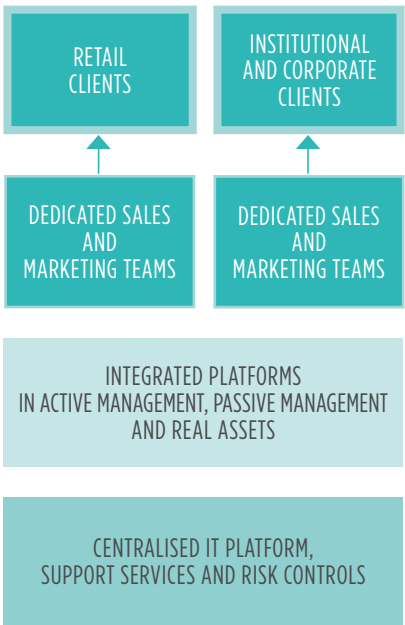 RETAIL
CLIENTS
INSTITUTIONAL
AND CORPORATE
CLIENTS
DEDICATED SALES
AND
MARKETING TEAMS
DEDICATED SALES
AND
MARKETING TEAMS
INTEGRATED PLATFORMS
IN ACTIVE MANAGEMENT, PASSIVE MANAGEMENT
AND REAL ASSETS
CENTRALISED IT PLATFORM,
SUPPORT SERVICES AND RISK CONTROLS